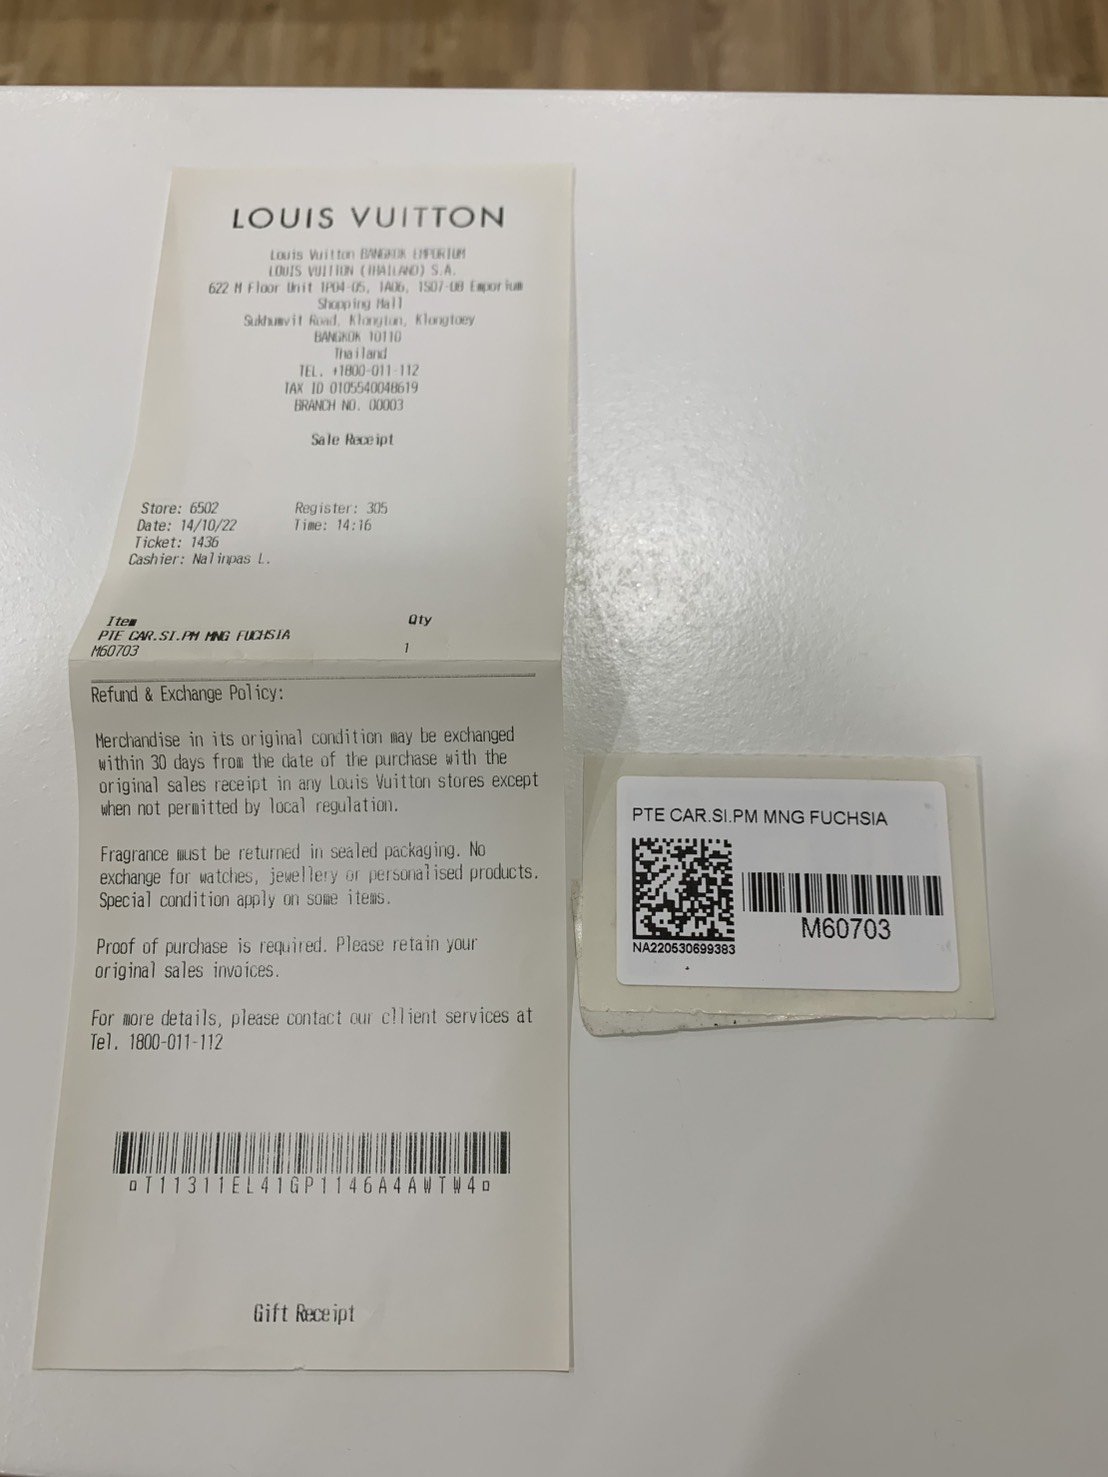 LOUIS VUITTON
Louis Vuitton BANGKOK EMPORIUM
LOUIS VUITTON (THAILAND) S.A.
622 M Floor Unit 1P04-05, 1A06, 1S07-08 Emporium
Shopping Mall
Sukhumvit Road, Klongtun, Klongtoey
BANGKOK 10110
Thailand
TEL. +1800-011-112
TAX ID 0105540048619
BRANCH NO. 00003
Sale Receipt
Store: 6502 Register: 305
Date: 14/10/22 Time: 14:16
Ticket: 1436
Cashier: Nalinpas L.
Item Qty
PTE CAR.SI.PM MNG FUCHSIA
M60703 1
Refund & Exchange Policy:
Merchandise in its original condition may be exchanged
within 30 days from the date of the purchase with the
original sales receipt in any Louis Vuitton stores except
when not permitted by local regulation.
Fragrance must be returned in sealed packaging. No
exchange for watches, jewellery or personalised products.
Special condition apply on some items.
Proof of purchase is required. Please retain your
original sales invoices.
For more details, please contact our cllient services at
Tel. 1800-011-112
¤T11311EL41GP1146A4AWTW4¤
Gift Receipt
PTE CAR.SI.PM MNG FUCHSIA
M60703
NA220530699383